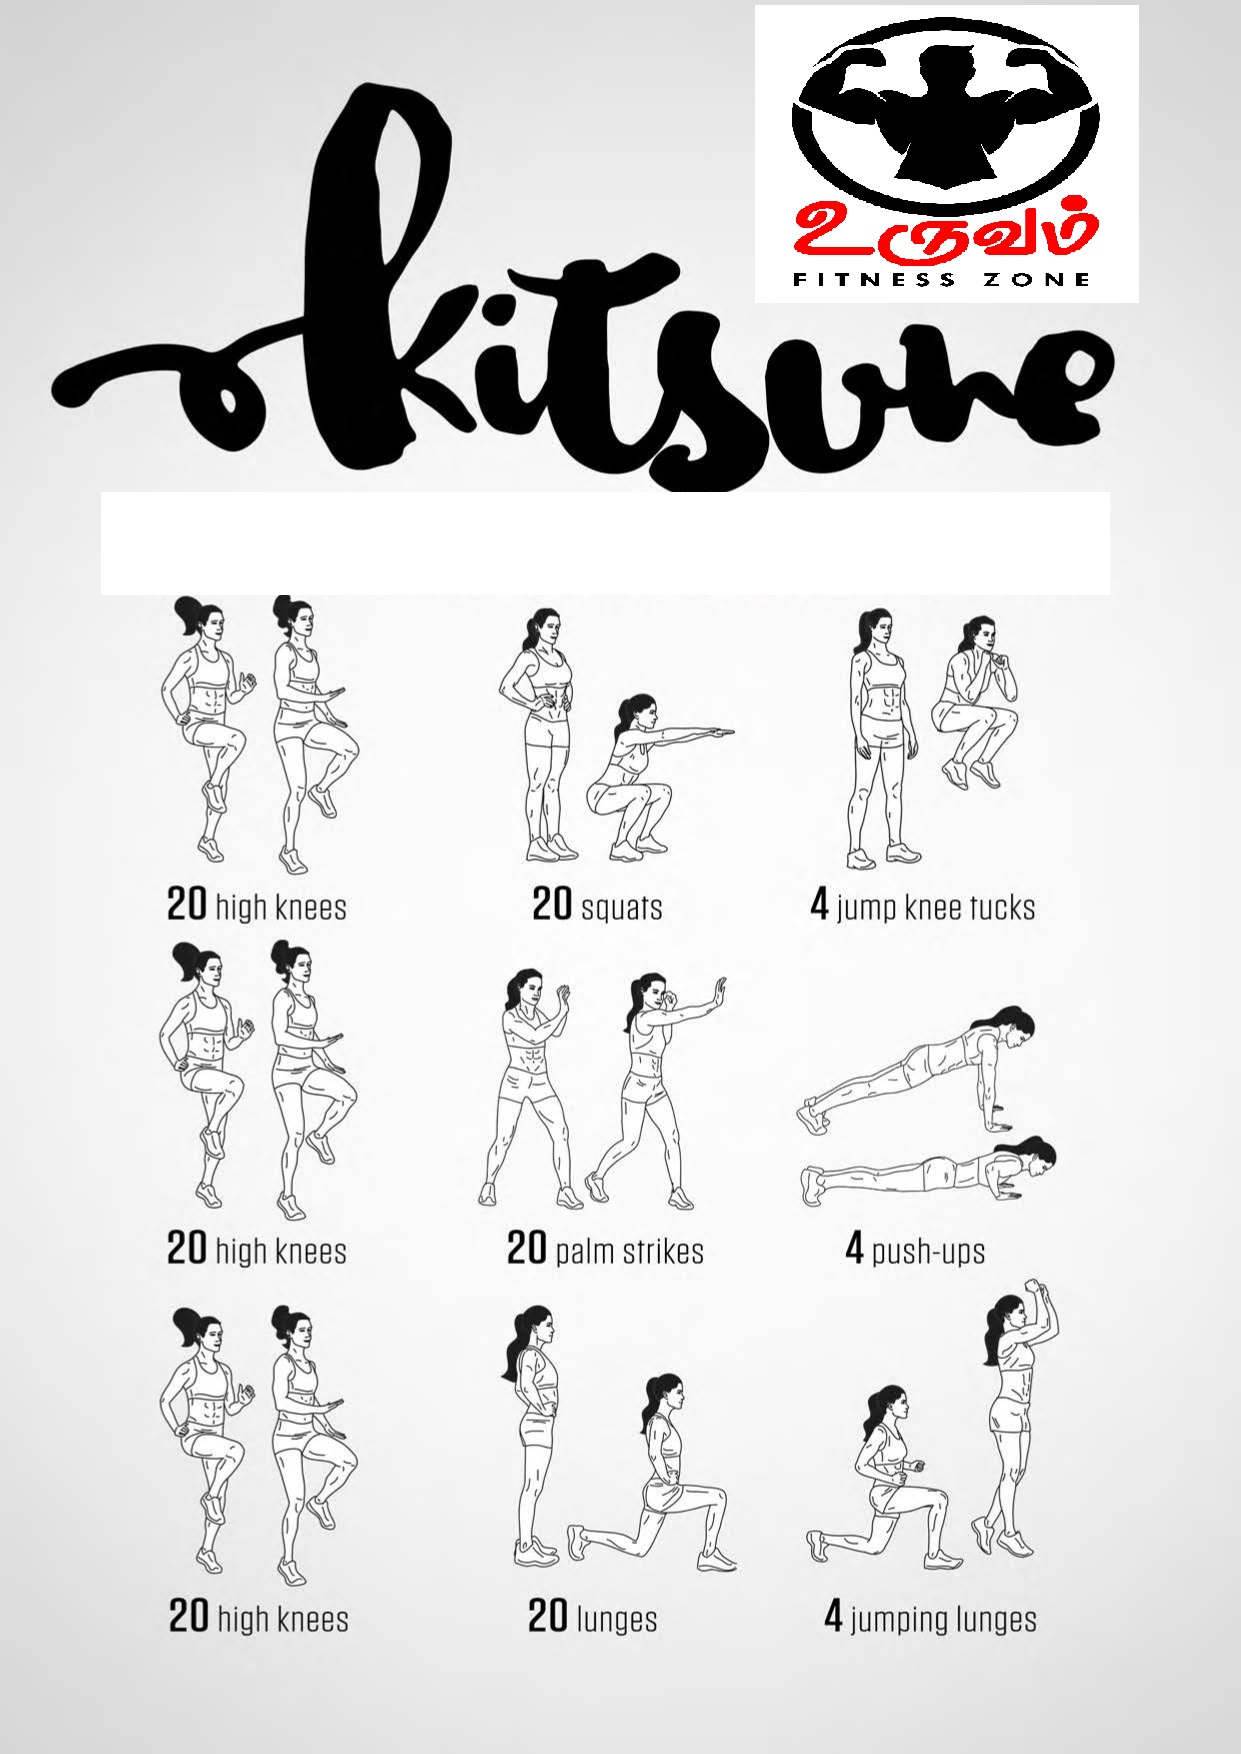 உருவம்
FITNESS ZONE
kitsune
20 high knees
20 squats
4 jump knee tucks
20 high knees
20 palm strikes
4 push-ups
20 high knees
20 lunges
4 jumping lunges